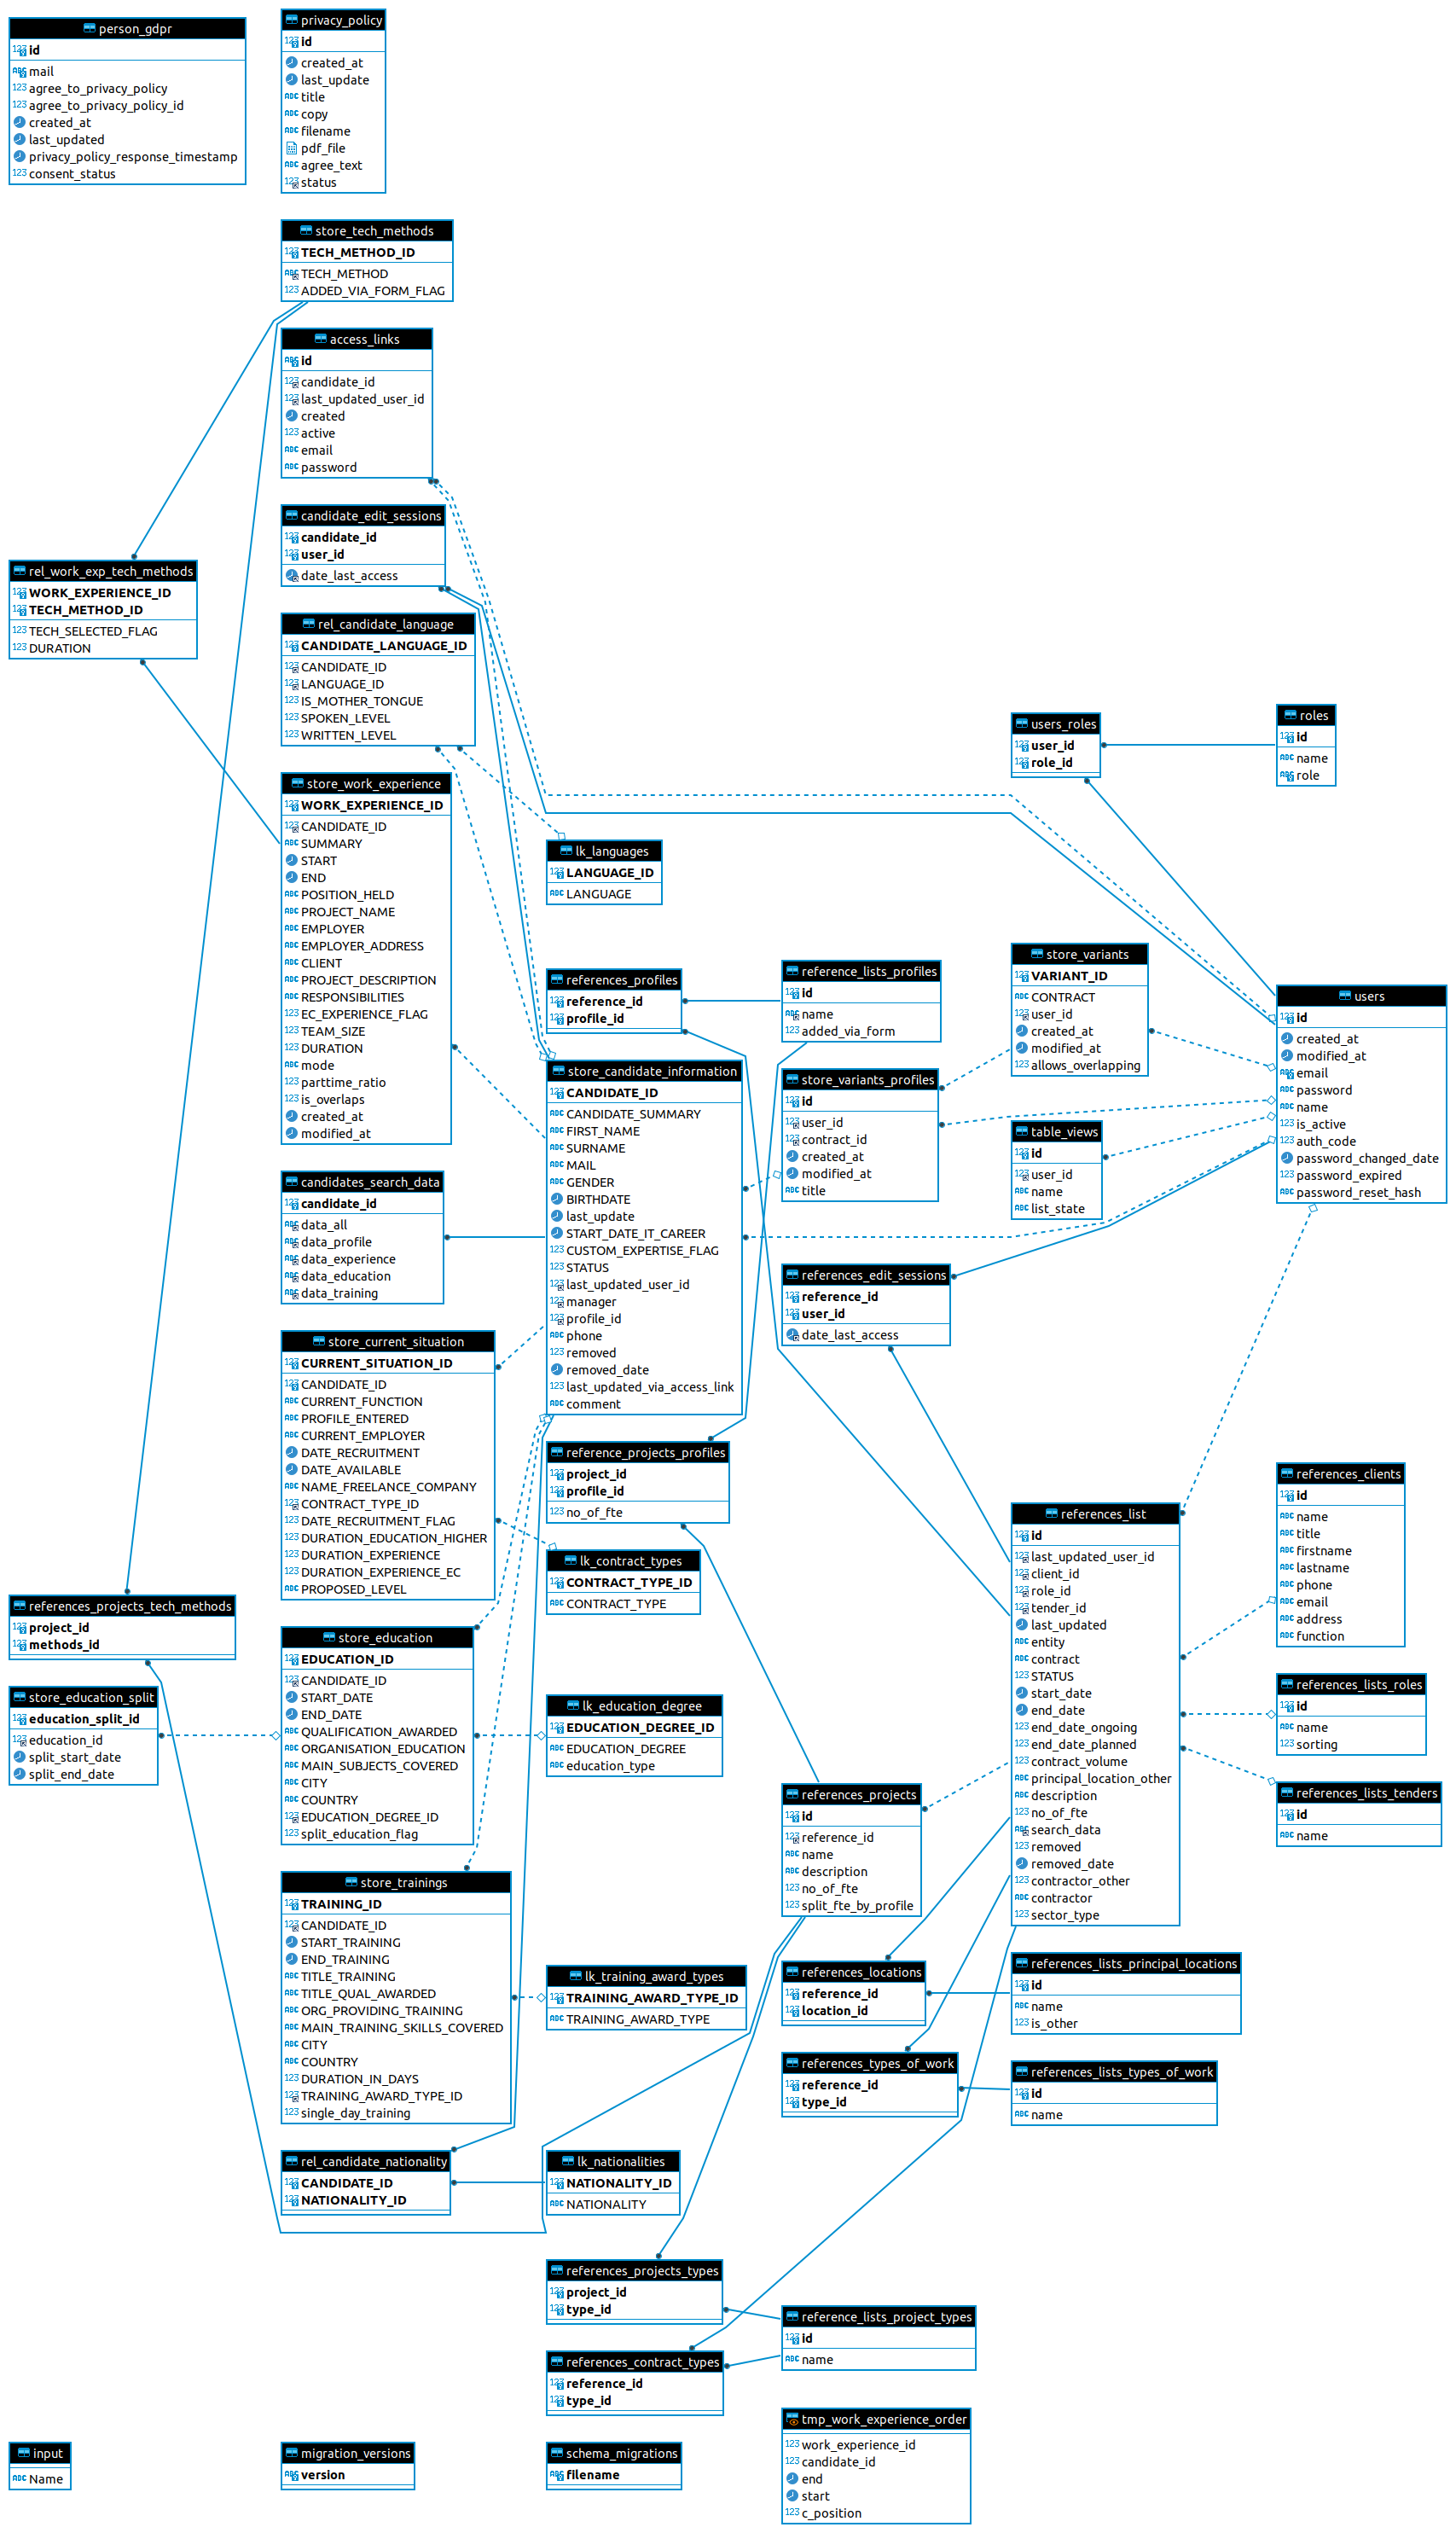 person_gdpr
id
mail
agree_to_privacy_policy
agree_to_privacy_policy_id
created_at
last_updated
privacy_policy_response_timestamp
consent_status
privacy_policy
id
created_at
last_update
title
copy
filename
pdf_file
agree_text
status
store_tech_methods
TECH_METHOD_ID
TECH_METHOD
ADDED_VIA_FORM_FLAG
access_links
id
candidate_id
last_updated_user_id
created
active
email
password
candidate_edit_sessions
candidate_id
user_id
date_last_access
rel_work_exp_tech_methods
WORK_EXPERIENCE_ID
TECH_METHOD_ID
TECH_SELECTED_FLAG
DURATION
rel_candidate_language
CANDIDATE_LANGUAGE_ID
CANDIDATE_ID
LANGUAGE_ID
IS_MOTHER_TONGUE
SPOKEN_LEVEL
WRITTEN_LEVEL
users_roles
user_id
role_id
roles
id
name
role
store_work_experience
WORK_EXPERIENCE_ID
CANDIDATE_ID
SUMMARY
START
END
POSITION_HELD
PROJECT_NAME
EMPLOYER
EMPLOYER_ADDRESS
CLIENT
PROJECT_DESCRIPTION
RESPONSIBILITIES
EC_EXPERIENCE_FLAG
TEAM_SIZE
DURATION
mode
parttime_ratio
is_overlaps
created_at
modified_at
lk_languages
LANGUAGE_ID
LANGUAGE
references_profiles
reference_id
profile_id
reference_lists_profiles
id
name
added_via_form
store_variants
VARIANT_ID
CONTRACT
user_id
created_at
modified_at
allows_overlapping
users
id
created_at
modified_at
email
password
name
is_active
auth_code
password_changed_date
password_expired
password_reset_hash
store_candidate_information
CANDIDATE_ID
CANDIDATE_SUMMARY
FIRST_NAME
SURNAME
MAIL
GENDER
BIRTHDATE
last_update
START_DATE_IT_CAREER
CUSTOM_EXPERTISE_FLAG
STATUS
last_updated_user_id
manager
profile_id
phone
removed
removed_date
last_updated_via_access_link
comment
store_variants_profiles
id
user_id
contract_id
created_at
modified_at
title
table_views
id
user_id
name
list_state
candidates_search_data
candidate_id
data_all
data_profile
data_experience
data_education
data_training
references_edit_sessions
reference_id
user_id
date_last_access
store_current_situation
CURRENT_SITUATION_ID
CANDIDATE_ID
CURRENT_FUNCTION
PROFILE_ENTERED
CURRENT_EMPLOYER
DATE_RECRUITMENT
DATE_AVAILABLE
NAME_FREELANCE_COMPANY
CONTRACT_TYPE_ID
DATE_RECRUITMENT_FLAG
DURATION_EDUCATION_HIGHER
DURATION_EXPERIENCE
DURATION_EXPERIENCE_EC
PROPOSED_LEVEL
reference_projects_profiles
project_id
profile_id
no_of_fte
lk_contract_types
CONTRACT_TYPE_ID
CONTRACT_TYPE
references_list
id
last_updated_user_id
client_id
role_id
tender_id
last_updated
entity
contract
STATUS
start_date
end_date
end_date_ongoing
end_date_planned
contract_volume
principal_location_other
description
no_of_fte
search_data
removed
removed_date
contractor_other
contractor
sector_type
references_clients
id
name
title
firstname
lastname
phone
email
address
function
references_projects_tech_methods
project_id
methods_id
store_education
EDUCATION_ID
CANDIDATE_ID
START_DATE
END_DATE
QUALIFICATION_AWARDED
ORGANISATION_EDUCATION
MAIN_SUBJECTS_COVERED
CITY
COUNTRY
EDUCATION_DEGREE_ID
split_education_flag
store_education_split
education_split_id
education_id
split_start_date
split_end_date
lk_education_degree
EDUCATION_DEGREE_ID
EDUCATION_DEGREE
education_type
references_lists_roles
id
name
sorting
references_projects
id
reference_id
name
description
no_of_fte
split_fte_by_profile
references_lists_tenders
id
name
store_trainings
TRAINING_ID
CANDIDATE_ID
START_TRAINING
END_TRAINING
TITLE_TRAINING
TITLE_QUAL_AWARDED
ORG_PROVIDING_TRAINING
MAIN_TRAINING_SKILLS_COVERED
CITY
COUNTRY
DURATION_IN_DAYS
TRAINING_AWARD_TYPE_ID
single_day_training
lk_training_award_types
TRAINING_AWARD_TYPE_ID
TRAINING_AWARD_TYPE
references_locations
reference_id
location_id
references_lists_principal_locations
id
name
is_other
references_types_of_work
reference_id
type_id
references_lists_types_of_work
id
name
rel_candidate_nationality
CANDIDATE_ID
NATIONALITY_ID
lk_nationalities
NATIONALITY_ID
NATIONALITY
references_projects_types
project_id
type_id
reference_lists_project_types
id
name
references_contract_types
reference_id
type_id
tmp_work_experience_order
work_experience_id
candidate_id
end
start
c_position
input
Name
migration_versions
version
schema_migrations
filename